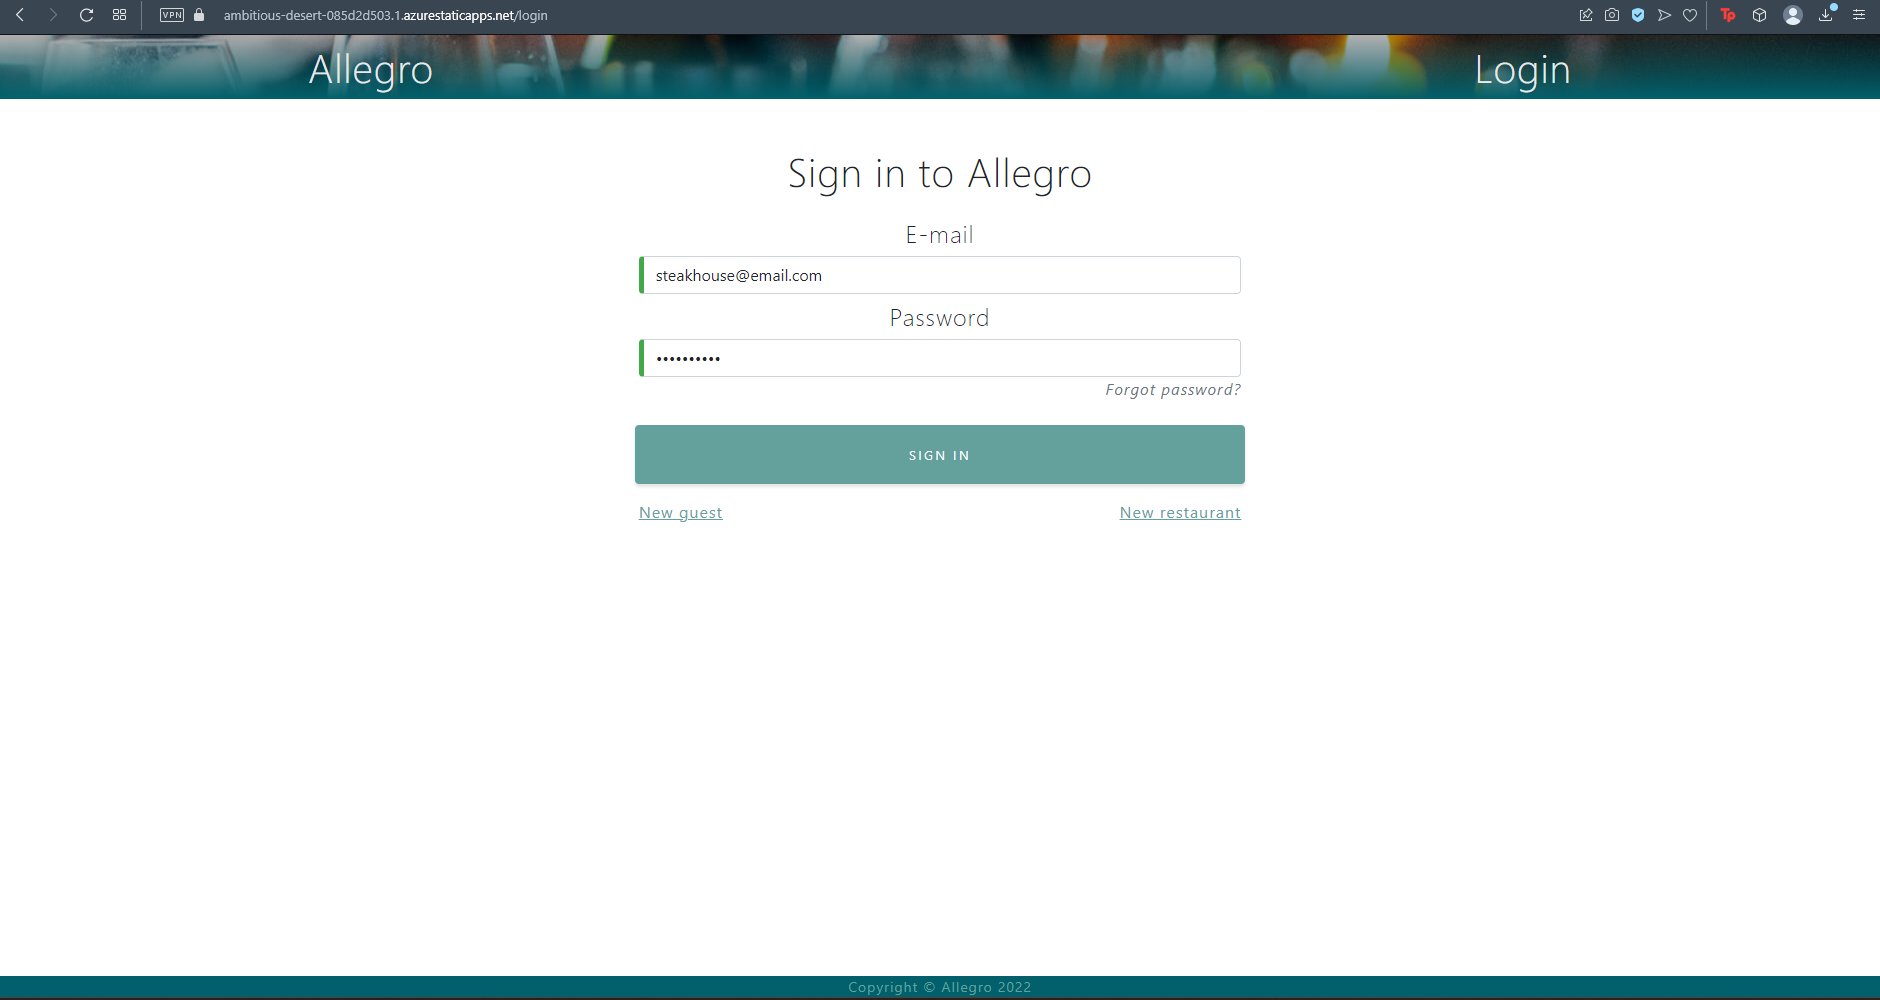 VPN
ambitious-desert-085d2d503.1.azurestaticapps.net/login
Tp
Allegro
Login
Sign in to Allegro
E-mail
steakhouse@email.com
Password
••••••••••
Forgot password?
SIGN IN
New guest
New restaurant
Copyright © Allegro 2022